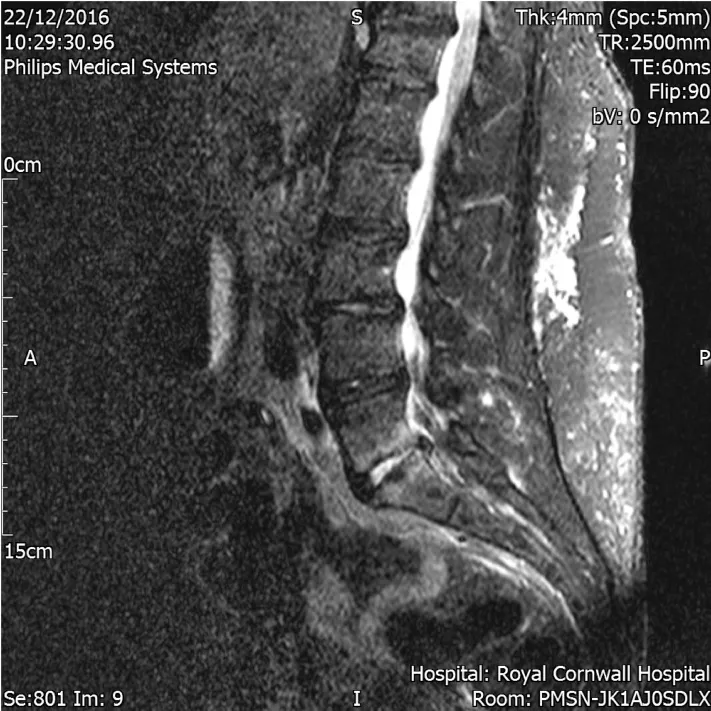 22/12/2016
10:29:30.96
Philips Medical Systems
S
Thk:4mm (Spc:5mm)
TR:2500mm
TE:60ms
Flip:90
bV: 0 s/mm2
0cm
A
P
15cm
Hospital: Royal Cornwall Hospital
Se:801 Im: 9
I
Room: PMSN-JK1AJ0SDLX